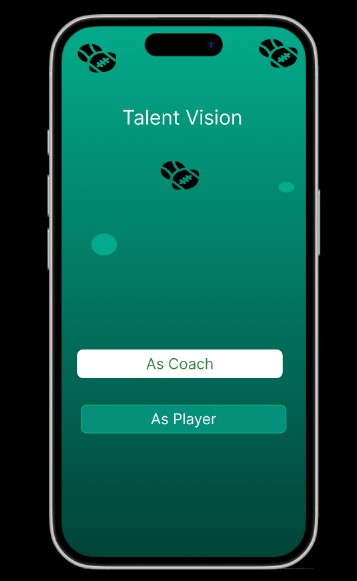 Talent Vision
As Coach
As Player